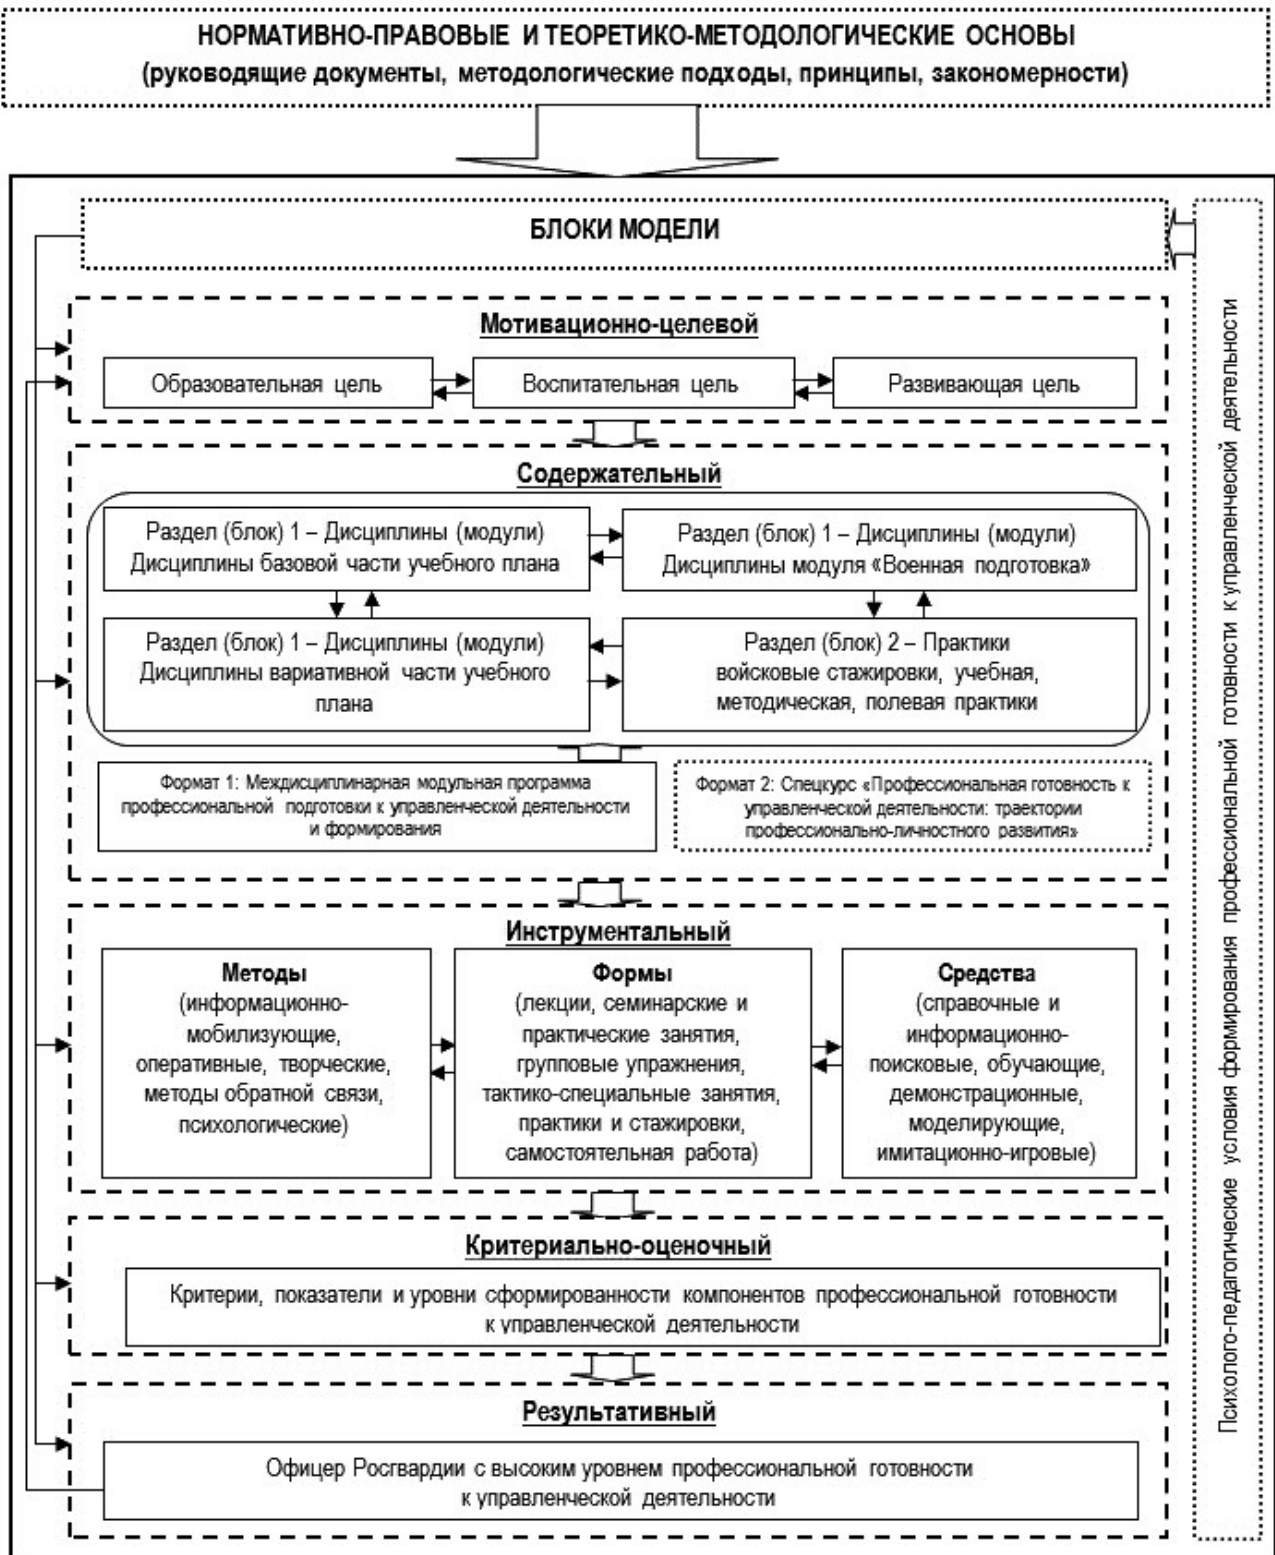 НОРМАТИВНО-ПРАВОВЫЕ И ТЕОРЕТИКО-МЕТОДОЛОГИЧЕСКИЕ ОСНОВЫ
(руководящие документы, методологические подходы, принципы, закономерности)
БЛОКИ МОДЕЛИ
Мотивационно-целевой
Образовательная цель
Воспитательная цель
Развивающая цель
Содержательный
Раздел (блок) 1 – Дисциплины (модули)
Дисциплины базовой части учебного плана
Раздел (блок) 1 – Дисциплины (модули)
Дисциплины модуля «Военная подготовка»
Раздел (блок) 1 – Дисциплины (модули)
Дисциплины вариативной части учебного
плана
Раздел (блок) 2 – Практики
войсковые стажировки, учебная,
методическая, полевая практики
Формат 1: Междисциплинарная модульная программа
профессиональной подготовки к управленческой деятельности
и формирования
Формат 2: Спецкурс «Профессиональная готовность к
управленческой деятельности: траектории
профессионально-личностного развития»
Инструментальный
Методы
(информационно-
мобилизующие,
оперативные, творческие,
методы обратной связи,
психологические)
Формы
(лекции, семинарские и
практические занятия,
групповые упражнения,
тактико-специальные занятия,
практики и стажировки,
самостоятельная работа)
Средства
(справочные и
информационно-
поисковые, обучающие,
демонстрационные,
моделирующие,
имитационно-игровые)
Критериально-оценочный
Критерии, показатели и уровни сформированности компонентов профессиональной готовности
к управленческой деятельности
Результативный
Офицер Росгвардии с высоким уровнем профессиональной готовности
к управленческой деятельности
Психолого-педагогические условия формирования профессиональной готовности к управленческой деятельности